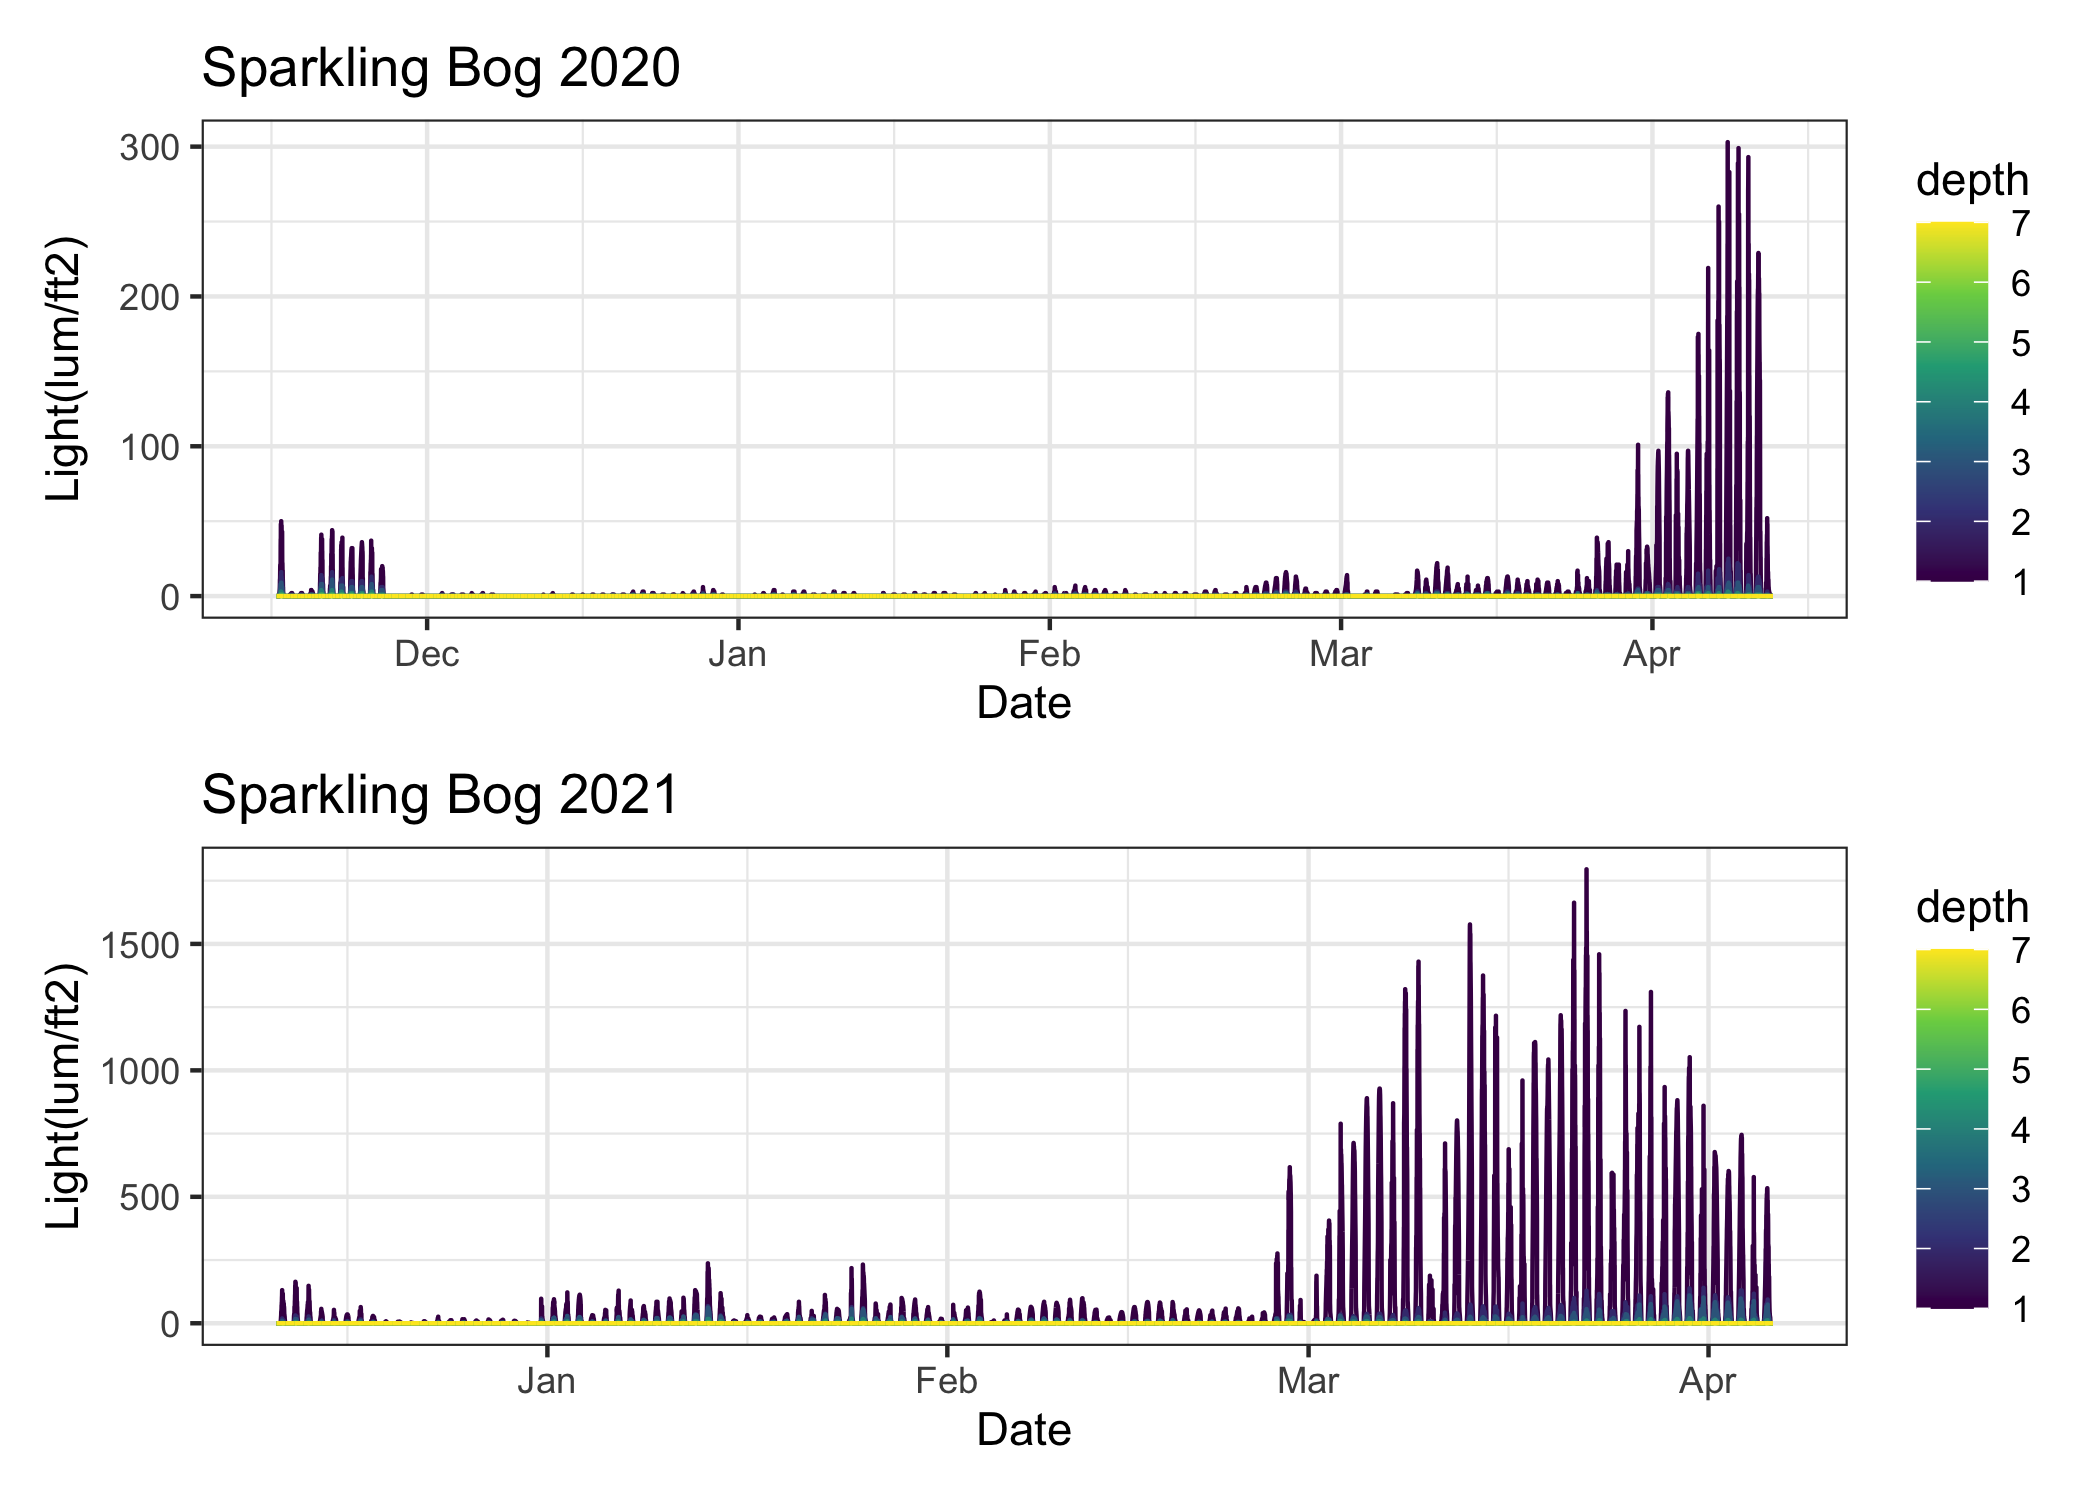 Sparkling Bog 2020
Light(lum/ft2)
300
200
100
0
Dec Jan Feb Mar Apr
Date
depth
7
6
5
4
3
2
1
Sparkling Bog 2021
Light(lum/ft2)
1500
1000
500
0
Jan Feb Mar Apr
Date
depth
7
6
5
4
3
2
1